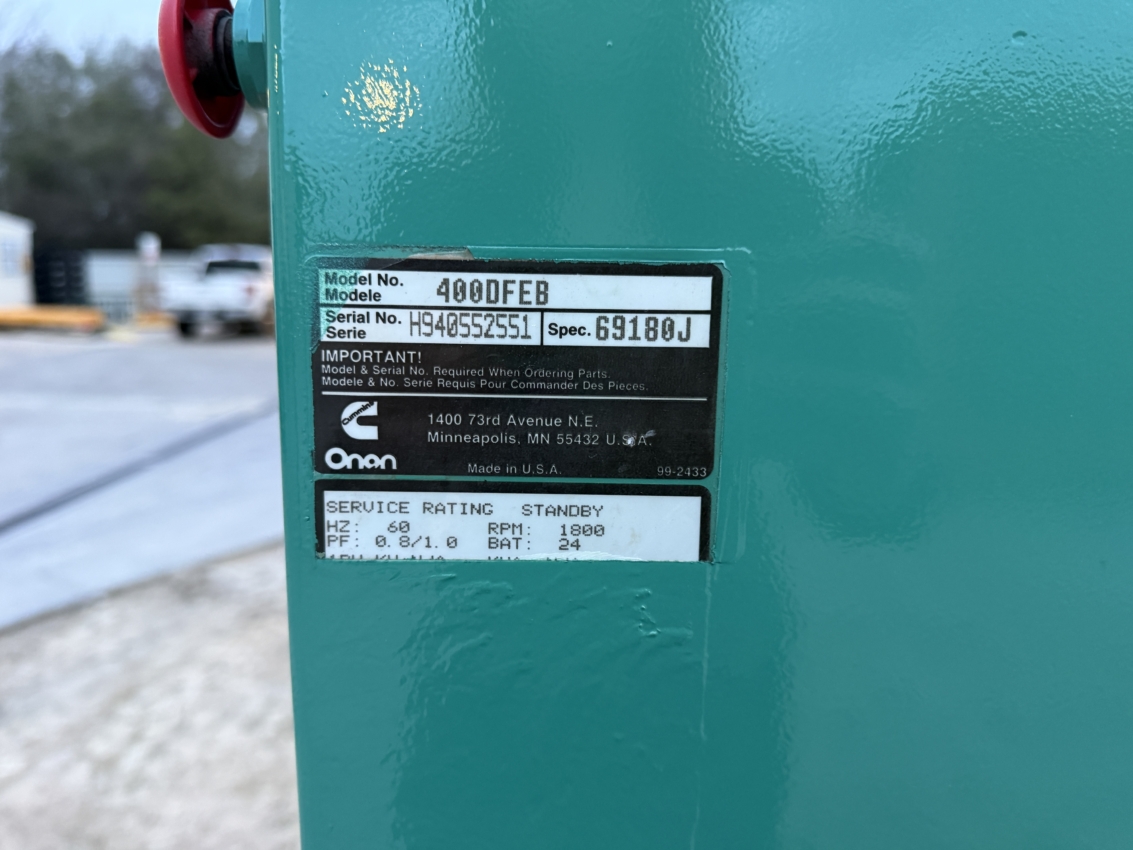 Model No.
Modele
400DFEB
Serial No.
Serie
H940552551
Spec. 69180J
IMPORTANT!
Model & Serial No. Required When Ordering Parts.
Modele & No. Serie Requis Pour Commander Des Pieces.
Cummins
1400 73rd Avenue N.E.
Minneapolis, MN 55432 U.S.A.
Onan
Made in U.S.A.
99-2433
SERVICE RATING STANDBY
HZ: 60 RPM: 1800
PF: 0.8/1.0 BAT: 24